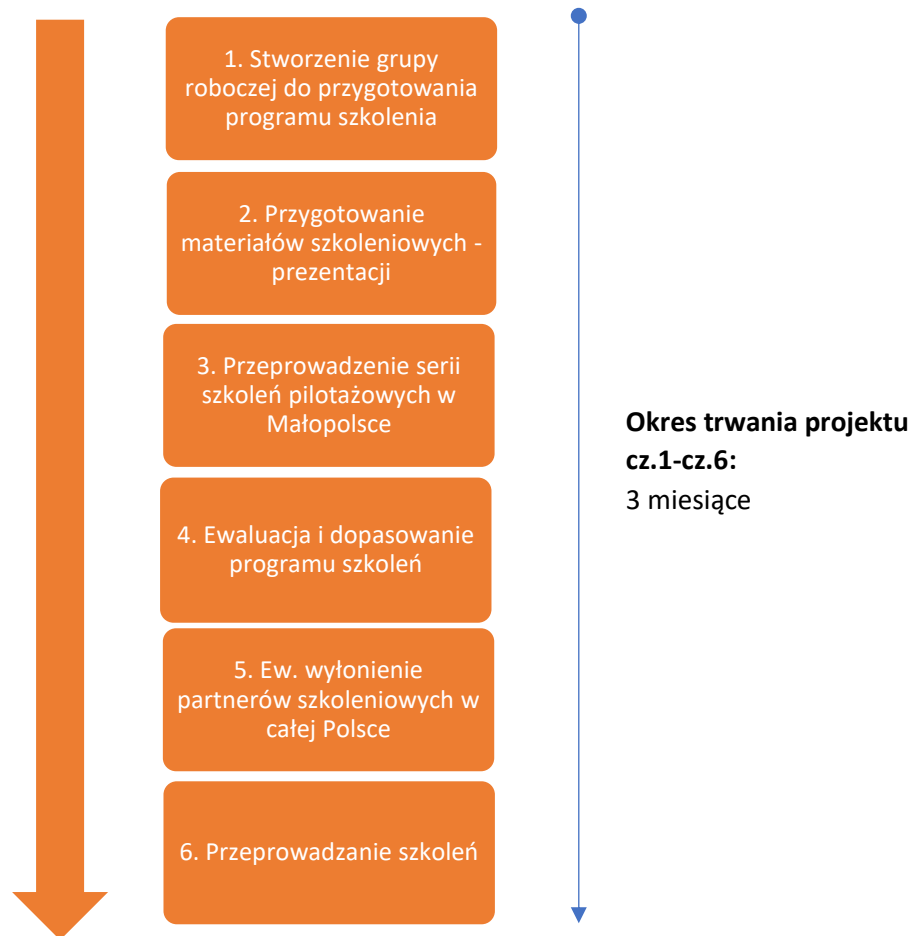 1. Stworzenie grupy
roboczej do przygotowania
programu szkolenia
2. Przygotowanie
materiałów szkoleniowych -
prezentacji
3. Przeprowadzenie serii
szkoleń pilotażowych w
Małopolsce
4. Ewaluacja i dopasowanie
programu szkoleń
5. Ew. wyłonienie
partnerów szkoleniowych w
całej Polsce
6. Przeprowadzanie szkoleń
Okres trwania projektu
cz.1-cz.6:
3 miesiące